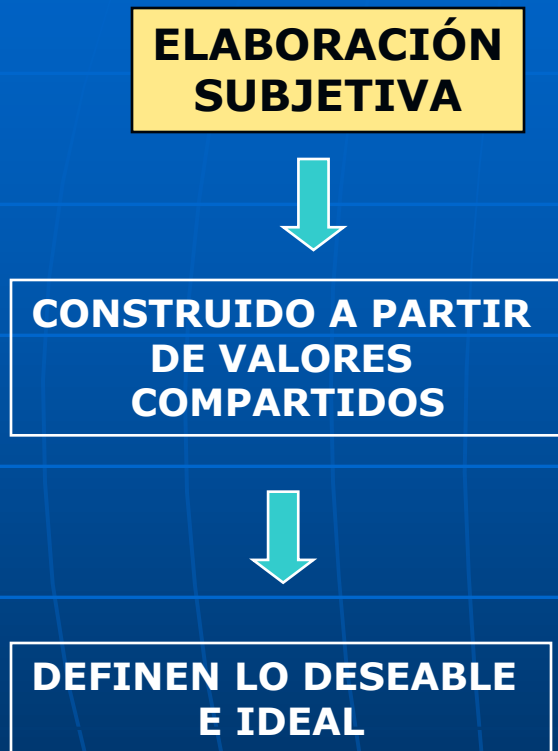 ELABORACIÓN
SUBJETIVA
CONSTRUIDO A PARTIR
DE VALORES
COMPARTIDOS
DEFINEN LO DESEABLE
E IDEAL